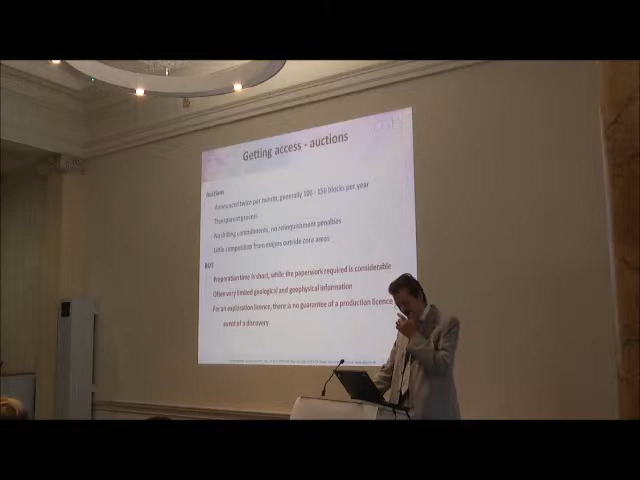 Getting access - auctions
Auctions
Announced twice per month, generally 100 - 150 blocks per year
Transparent process
No drilling commitments, no relinquishment penalties
Little competition from majors outside core areas
BUT
Preparation time is short, while the paperwork required is considerable
Often very limited geological and geophysical information
For an exploration licence, there is no guarantee of a production licence
event of a discovery